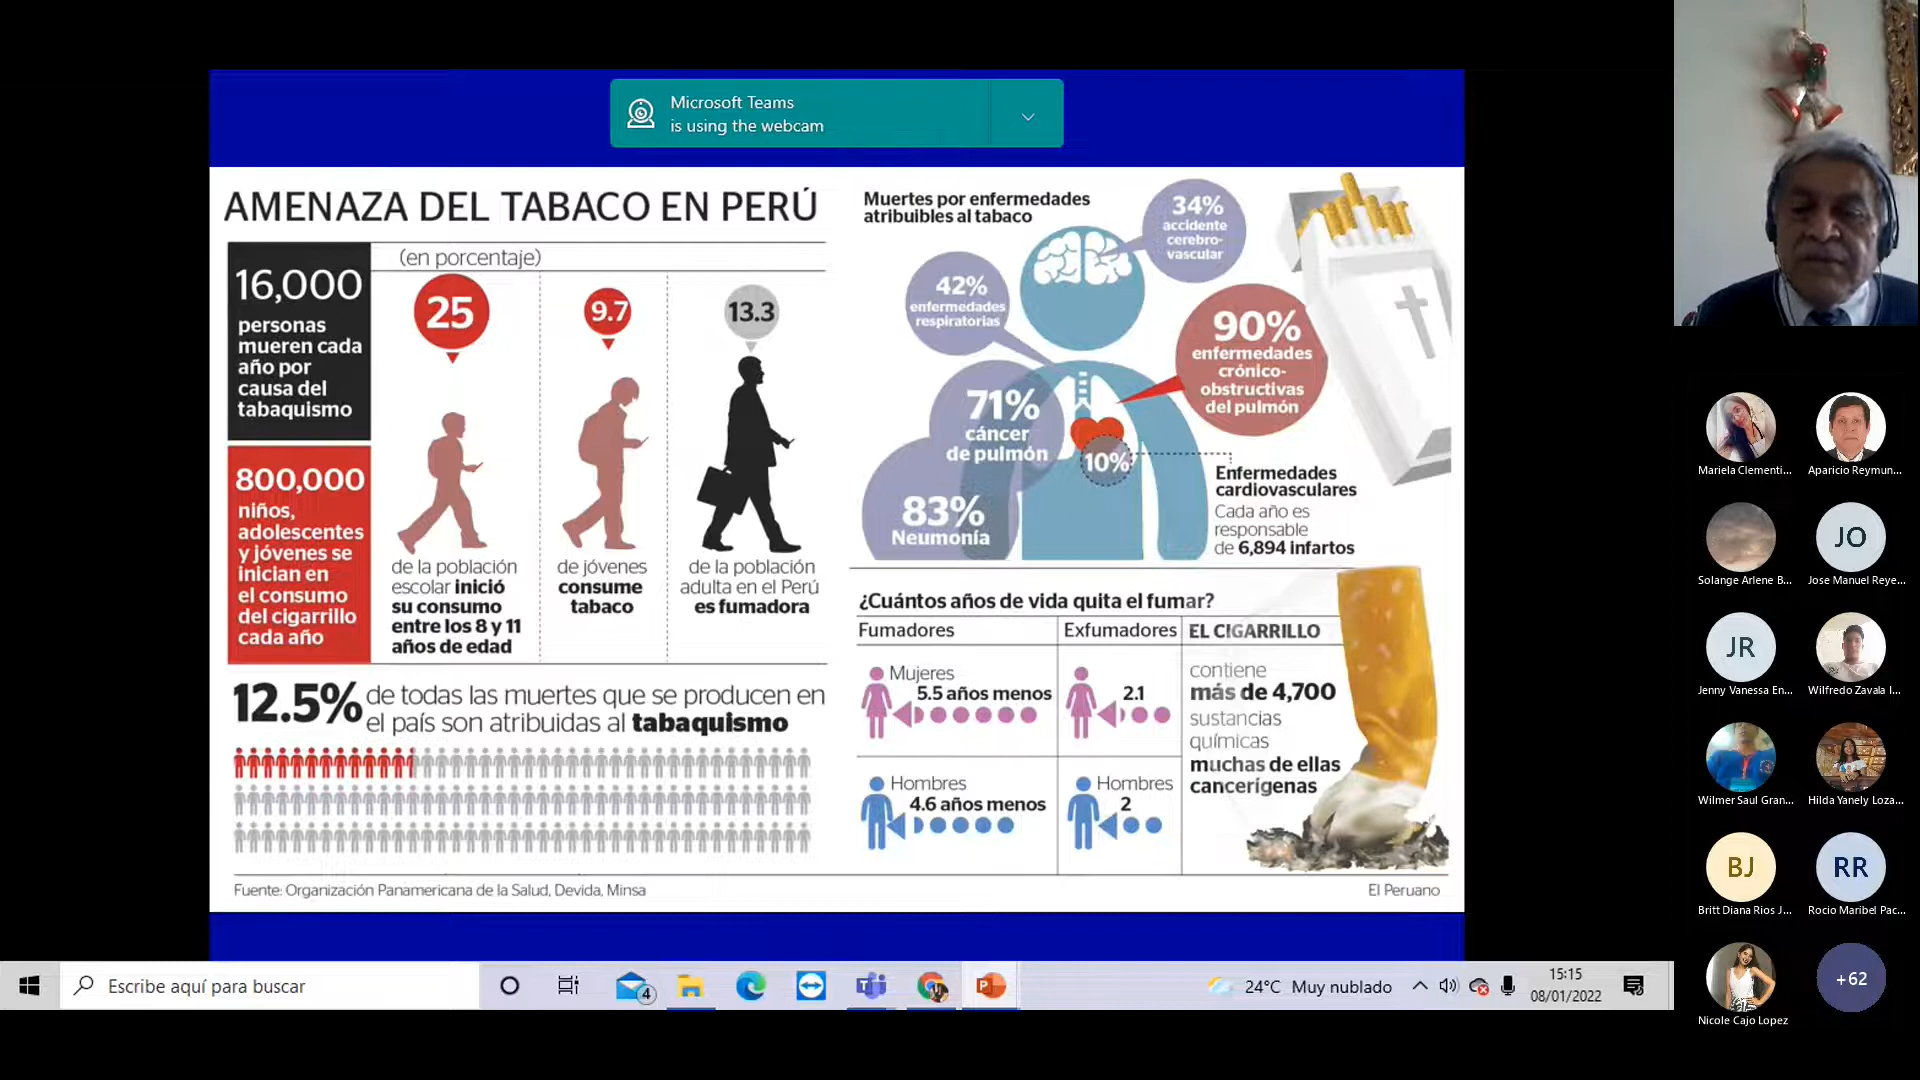 Microsoft Teams
is using the webcam
AMENAZA DEL TABACO EN PERÚ
16,000
personas
mueren cada
año por
causa del
tabaquismo
800,000
niños,
adolescentes
y jóvenes se
inician en
el consumo
del cigarrillo
cada año
(en porcentaje)
25
de la población
escolar inició
su consumo
entre los 8 y 11
años de edad
9.7
de jóvenes
consume
tabaco
13.3
de la población
adulta en el Perú
es fumadora
12.5% de todas las muertes que se producen en
el país son atribuidas al tabaquismo
Muertes por enfermedades
atribuibles al tabaco
34%
accidente
cerebro-
vascular
42%
enfermedades
respiratorias
90%
enfermedades
crónico-
obstructivas
del pulmón
71%
cáncer
de pulmón
83%
Neumonía
10%
Enfermedades
cardiovasculares
Cada año es
responsable
de 6,894 infartos
¿Cuántos años de vida quita el fumar?
Fumadores
Exfumadores
EL CIGARRILLO
Mujeres
5.5 años menos
2.1
Hombres
4.6 años menos
Hombres
2
contiene
más de 4,700
sustancias
químicas
muchas de ellas
cancerígenas
Fuente: Organización Panamericana de la Salud, Devida, Minsa
El Peruano
Mariela Clementi...
Aparicio Reymun...
Solange Arlene B...
JO
Jose Manuel Reye...
JR
Jenny Vanessa En...
Wilfredo Zavala I...
Wilmer Saul Gran...
Hilda Yanely Loza...
BJ
Britt Diana Rios J...
RR
Rocio Maribel Pac...
Nicole Cajo Lopez
+62
Escribe aquí para buscar
4
24°C Muy nublado
15:15
08/01/2022